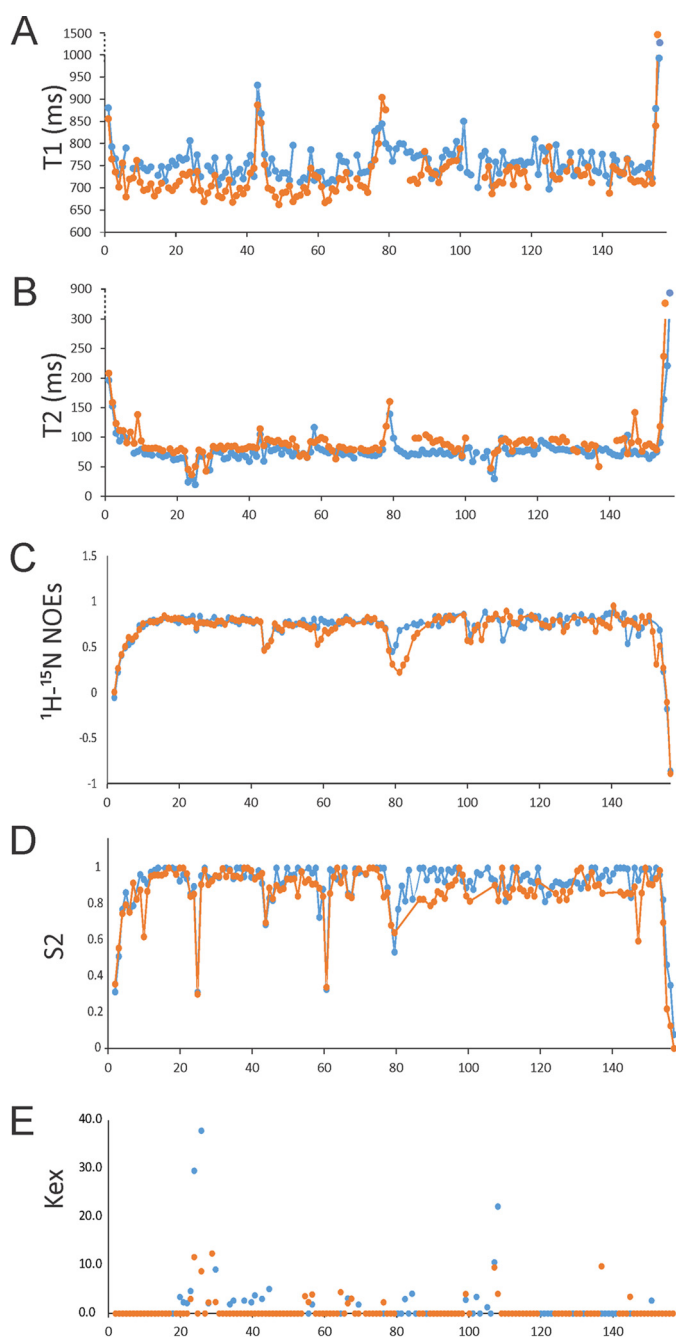 A
T1 (ms)
1500
1000
950
900
850
800
750
700
650
600
0 20 40 60 80 100 120 140
B
T2 (ms)
900
300
250
200
150
100
50
0
0 20 40 60 80 100 120 140
C
¹H-¹⁵N NOEs
1.5
1
0.5
0
-0.5
-1
0 20 40 60 80 100 120 140
D
S2
1
0.8
0.6
0.4
0.2
0
0 20 40 60 80 100 120 140
E
Kex
40.0
30.0
20.0
10.0
0.0
0 20 40 60 80 100 120 140